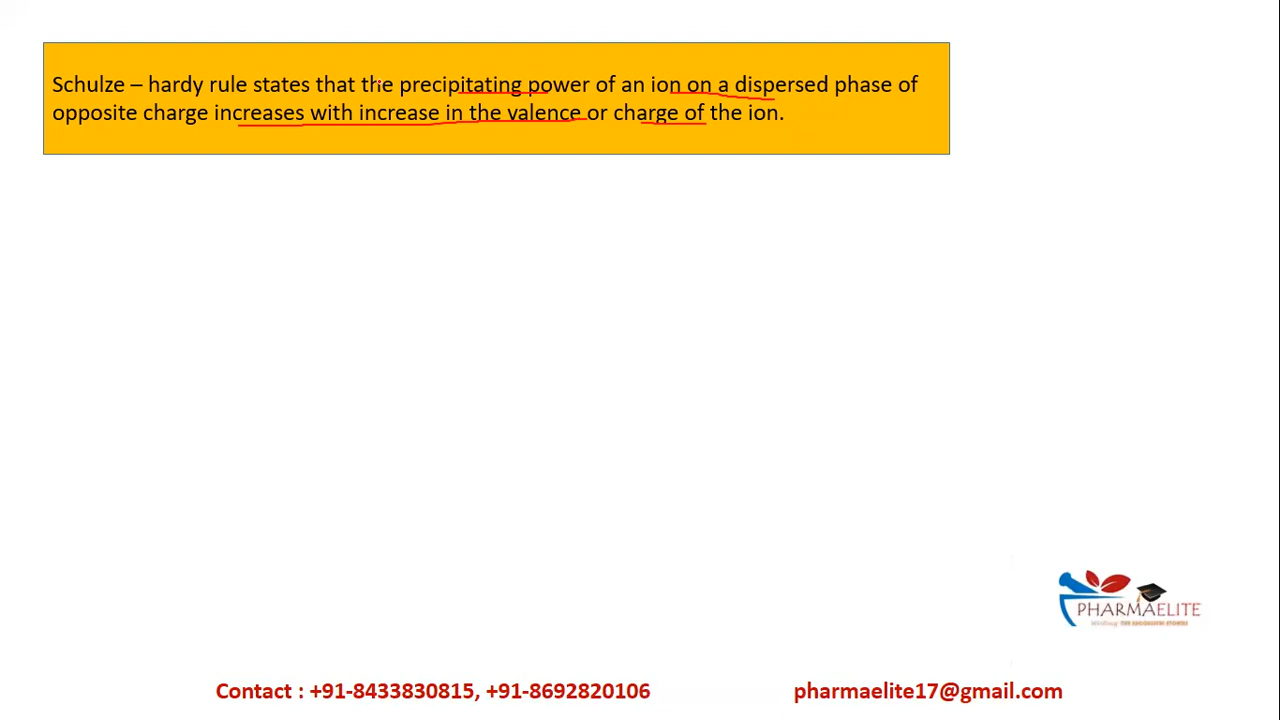 Schulze – hardy rule states that the precipitating power of an ion on a dispersed phase of
opposite charge increases with increase in the valence or charge of the ion.
PHARMAELITE
Contact : +91-8433830815, +91-8692820106
pharmaelite17@gmail.com